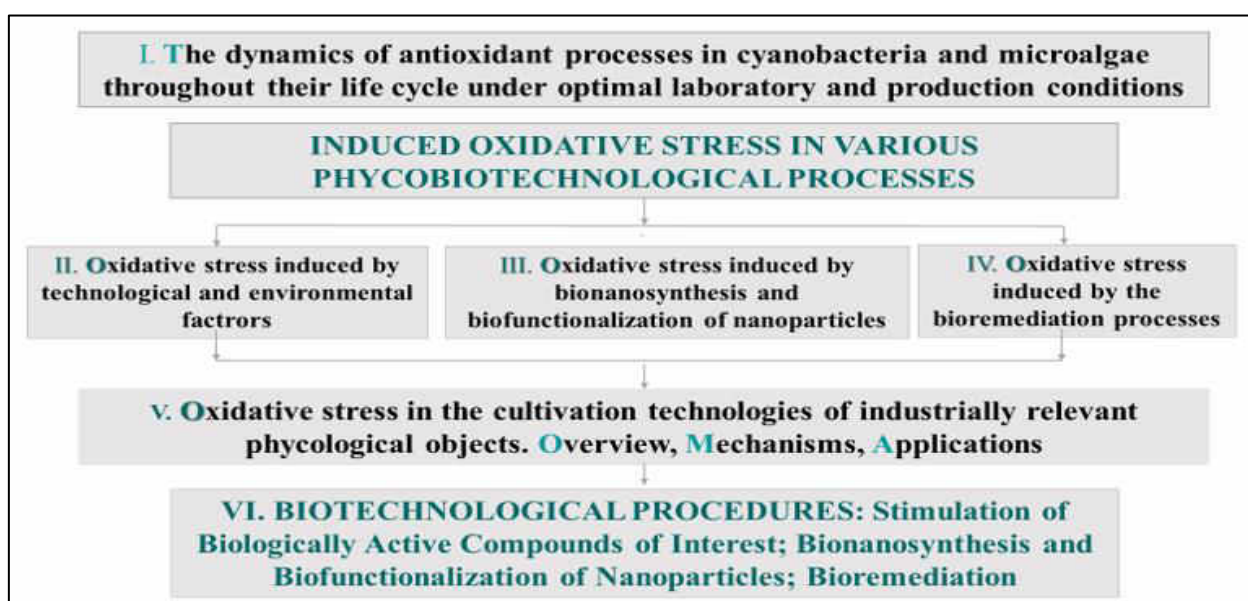 I. The dynamics of antioxidant processes in cyanobacteria and microalgae
throughout their life cycle under optimal laboratory and production conditions
INDUCED OXIDATIVE STRESS IN VARIOUS
PHYCOBIOTECHNOLOGICAL PROCESSES
II. Oxidative stress induced by
technological and environmental
factrors
III. Oxidative stress induced by
bionanosynthesis and
biofunctionalization of nanoparticles
IV. Oxidative stress
induced by the
bioremediation processes
V. Oxidative stress in the cultivation technologies of industrially relevant
phycological objects. Overview, Mechanisms, Applications
VI. BIOTECHNOLOGICAL PROCEDURES: Stimulation of
Biologically Active Compounds of Interest; Bionanosynthesis and
Biofunctionalization of Nanoparticles; Bioremediation